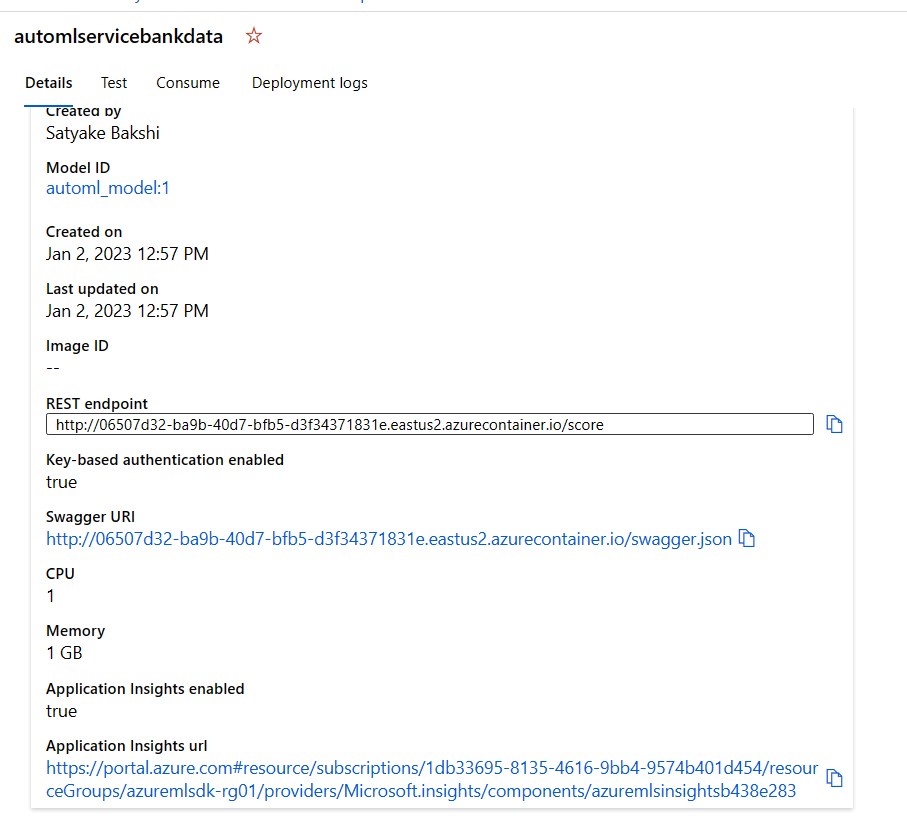 automlservicebankdata
Details Test Consume Deployment logs
Created by
Satyake Bakshi
Model ID
automl_model:1
Created on
Jan 2, 2023 12:57 PM
Last updated on
Jan 2, 2023 12:57 PM
Image ID
--
REST endpoint
http://06507d32-ba9b-40d7-bfb5-d3f34371831e.eastus2.azurecontainer.io/score
Key-based authentication enabled
true
Swagger URI
http://06507d32-ba9b-40d7-bfb5-d3f34371831e.eastus2.azurecontainer.io/swagger.json
CPU
1
Memory
1 GB
Application Insights enabled
true
Application Insights url
https://portal.azure.com#resource/subscriptions/1db33695-8135-4616-9bb4-9574b401d454/resour
ceGroups/azuremlsdk-rg01/providers/Microsoft.insights/components/azuremlsinsightsb438e283